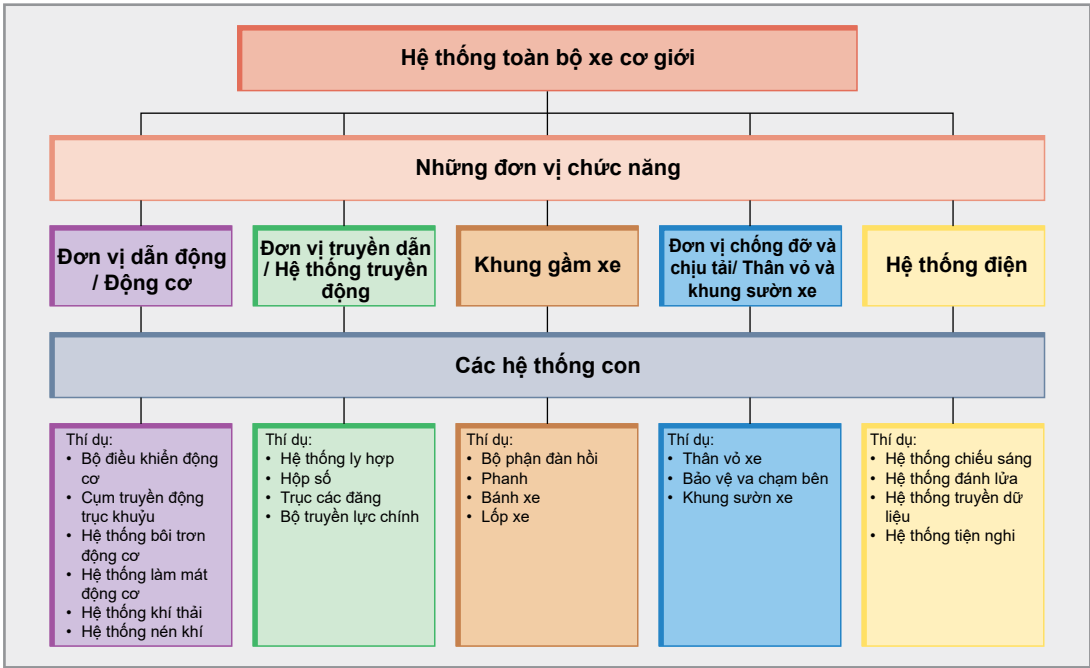 Hệ thống toàn bộ xe cơ giới
Những đơn vị chức năng
Đơn vị dẫn động
/ Động cơ
Đơn vị truyền dẫn
/ Hệ thống truyền
động
Khung gầm xe
Đơn vị chống đỡ và
chịu tải/ Thân vỏ và
khung sườn xe
Hệ thống điện
Các hệ thống con
Thí dụ:
• Bộ điều khiển động
cơ
• Cụm truyền động
trục khuỷu
• Hệ thống bôi trơn
động cơ
• Hệ thống làm mát
động cơ
• Hệ thống khí thải
• Hệ thống nén khí
Thí dụ:
• Hệ thống ly hợp
• Hộp số
• Trục các đăng
• Bộ truyền lực chính
Thí dụ:
• Bộ phận đàn hồi
• Phanh
• Bánh xe
• Lốp xe
Thí dụ:
• Thân vỏ xe
• Bảo vệ va chạm bên
• Khung sườn xe
Thí dụ:
• Hệ thống chiếu sáng
• Hệ thống đánh lửa
• Hệ thống truyền dữ
liệu
• Hệ thống tiện nghi